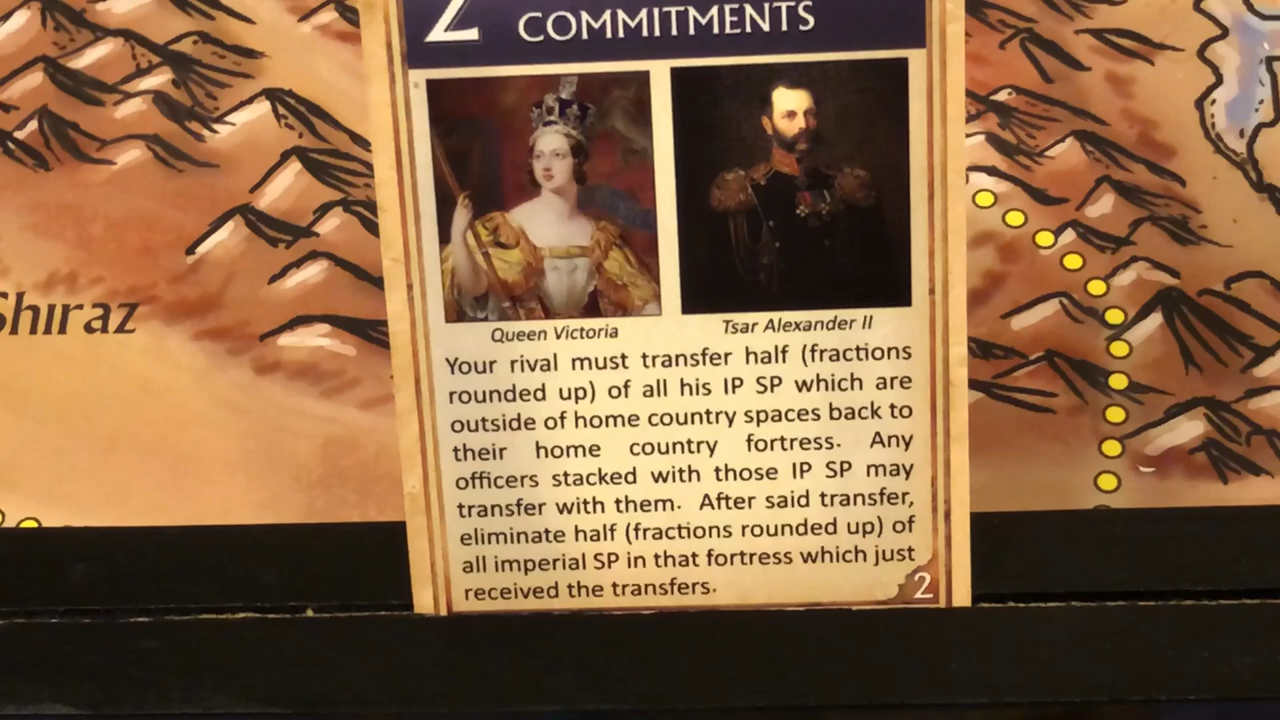 2 COMMITMENTS
Queen Victoria
Tsar Alexander II
Your rival must transfer half (fractions
rounded up) of all his IP SP which are
outside of home country spaces back to
their home country fortress. Any
officers stacked with those IP SP may
transfer with them. After said transfer,
eliminate half (fractions rounded up) of
all imperial SP in that fortress which just
received the transfers.
2
Shiraz